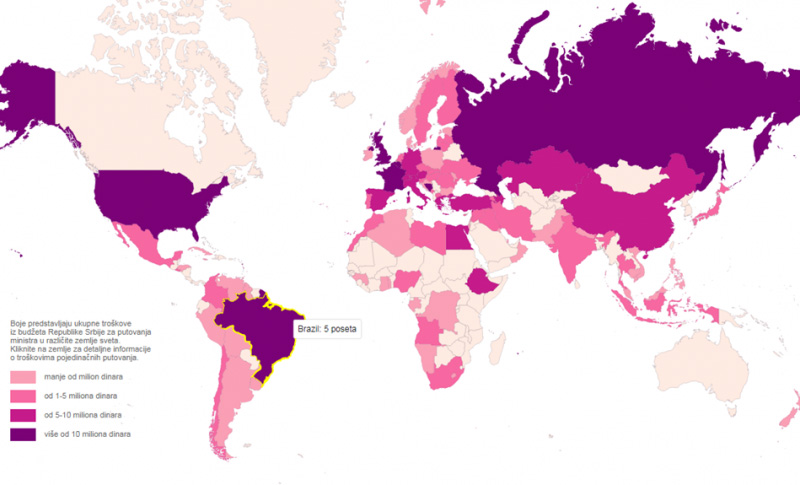 Brazil: 5 poseta
Boje predstavljaju ukupne troškove
iz budžeta Republike Srbije za putovanja
ministra u različite zemlje sveta.
Kliknite na zemlje za detaljne informacije
o troškovima pojedinačnih putovanja.
manje od milion dinara
od 1-5 miliona dinara
od 5-10 miliona dinara
više od 10 miliona dinara